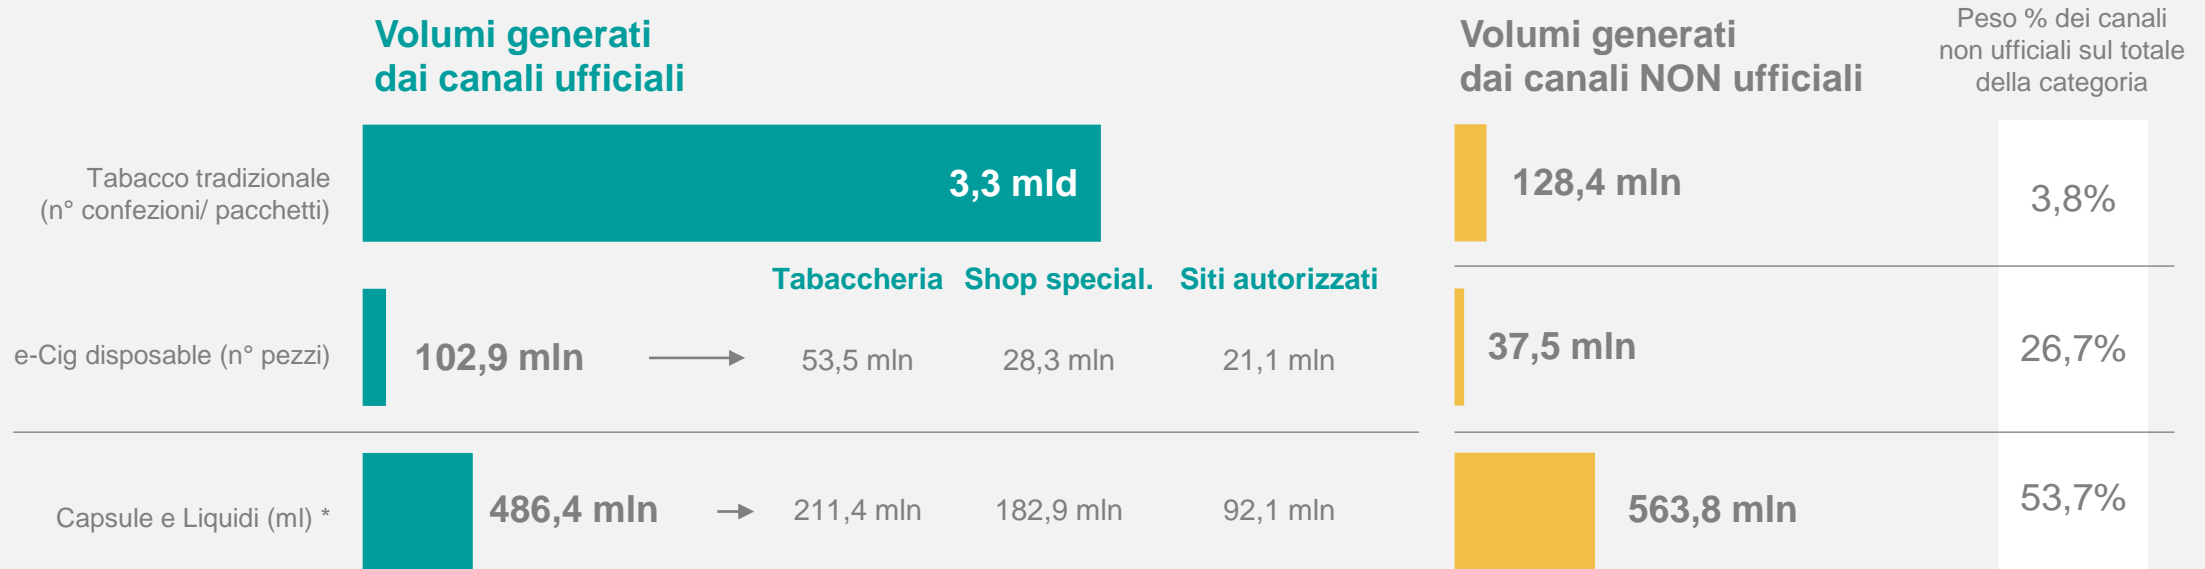 Volumi generati
dai canali ufficiali
Volumi generati
dai canali NON ufficiali
Peso % dei canali
non ufficiali sul totale
della categoria
Tabacco tradizionale
(n° confezioni/ pacchetti)
3,3 mld
128,4 mln
3,8%
Tabaccheria Shop special. Siti autorizzati
e-Cig disposable (n° pezzi)
102,9 mln
53,5 mln 28,3 mln 21,1 mln
37,5 mln
26,7%
Capsule e Liquidi (ml) *
486,4 mln
211,4 mln 182,9 mln 92,1 mln
563,8 mln
53,7%